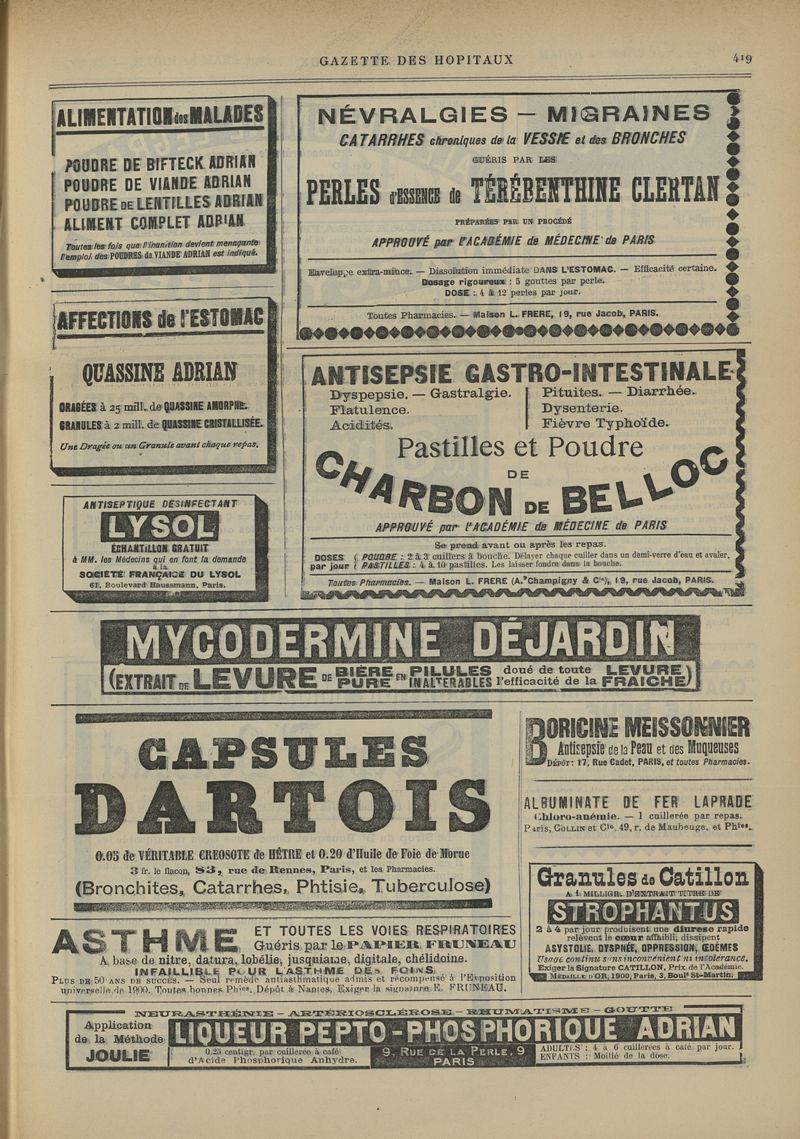 GAZETTE DES HOPITAUX
419
ALIMENTATION des MALADES
POUDRE DE BIFTECK ADRIAN
POUDRE DE VIANDE ADRIAN
POUDRE DE LENTILLES ADRIAN
ALIMENT COMPLET ADRIAN
Toutes les fois que l'inanition devient menaçante
l'emploi des POUDRES de VIANDE ADRIAN est indiqué.
AFFECTIONS de l'ESTOMAC
QUASSINE ADRIAN
DRAGÉES à 25 mill. de QUASSINE AMORPHE.
GRANULES à 2 mill. de QUASSINE CRISTALLISÉE.
Une Dragée ou un Granule avant chaque repas.
ANTISEPTIQUE DÉSINFECTANT
LYSOL
ÉCHANTILLON GRATUIT
à MM. les Médecins qui en font la demande
à la
SOCIÉTÉ FRANÇAISE DU LYSOL
61, Boulevard Haussmann, Paris.
NÉVRALGIES — MIGRAINES
CATARRHES chroniques de la VESSIE et des BRONCHES
GUÉRIS PAR LES
PERLES d'ESSENCE de TÉRÉBENTHINE CLERTAN
PRÉPARÉES PAR UN PROCÉDÉ
APPROUVÉ par l'ACADÉMIE de MÉDECINE de PARIS
Enveloppe extra-mince. — Dissolution immédiate DANS L'ESTOMAC. — Efficacité certaine.
Dosage rigoureux : 5 gouttes par perle.
DOSE : 4 à 12 perles par jour.
Toutes Pharmacies. — Maison L. FRERE, 19, rue Jacob, PARIS.
ANTISEPSIE GASTRO-INTESTINALE
Dyspepsie. — Gastralgie.
Flatulence.
Acidités.
Pituites. — Diarrhée.
Dysenterie.
Fièvre Typhoïde.
Pastilles et Poudre
DE
CHARBON DE BELLOC
APPROUVÉ par l'ACADÉMIE de MÉDECINE de PARIS
Se prend avant ou après les repas.
DOSES ( POUDRE : 2 à 3 cuillers à bouche. Délayer chaque cuiller dans un demi-verre d'eau et avaler.
par jour ( PASTILLES : 4 à 10 pastilles. Les laisser fondre dans la bouche.
Toutes Pharmacies. — Maison L. FRERE (A. Champigny & Cie), 19, rue Jacob, PARIS.
MYCODERMINE DÉJARDIN
(EXTRAIT DE LEVURE DE BIÈRE PURE EN PILULES INALTÉRABLES doué de toute l'efficacité de la LEVURE FRAICHE)
CAPSULES
DARTOIS
0.05 de VÉRITABLE CREOSOTE de HÊTRE et 0.20 d'Huile de Foie de Morue
3 fr. le flacon, 83, rue de Rennes, Paris, et les Pharmacies.
(Bronchites, Catarrhes, Phtisie, Tuberculose)
BORICINE MEISSONNIER
Antisepsie de la Peau et des Muqueuses
DÉPÔT : 17, Rue Cadet, PARIS, et toutes Pharmacies.
ALBUMINATE DE FER LAPRADE
Chloro-anémie. — 1 cuillerée par repas.
Paris, COLLIN et Cie, 49, r. de Maubeuge, et Phies.
Granules de Catillon
A 1 MILLIGR. D'EXTRAIT TITRÉ DE
STROPHANTUS
2 à 4 par jour produisent une diurèse rapide
relèvent le cœur affaibli, dissipent
ASYSTOLIE, DYSPNÉE, OPPRESSION, ŒDÈMES
Usage continu sans inconvénient ni intolérance.
Exiger la Signature CATILLON, Prix de l'Académie.
MÉDAILLE D'OR, 1900, Paris, 3, Boult St-Martin.
ASTHME
ET TOUTES LES VOIES RESPIRATOIRES
Guéris par le PAPIER FRUNEAU
A base de nitre, datura, lobélie, jusquiame, digitale, chélidoine.
INFAILLIBLE POUR L'ASTHME DES FOINS
PLUS DE 50 ANS DE SUCCÈS. — Seul remède antiasthmatique admis et récompensé à l'Exposition
universelle de 1900. Toutes bonnes Phies. Dépôt à Nantes. Exiger la signature E. FRUNEAU.
NEURASTHÉNIE - ARTÉRIOSCLÉROSE - RHUMATISME - GOUTTE
Application
de la Méthode
JOULIE
LIQUEUR PEPTO-PHOSPHORIQUE ADRIAN
0,25 centigr. par cuillerée à café
d'Acide Phosphorique Anhydre.
9, RUE DE LA PERLE, 9
PARIS
ADULTES : 4 à 6 cuillerées à café par jour.
ENFANTS : Moitié de la dose.